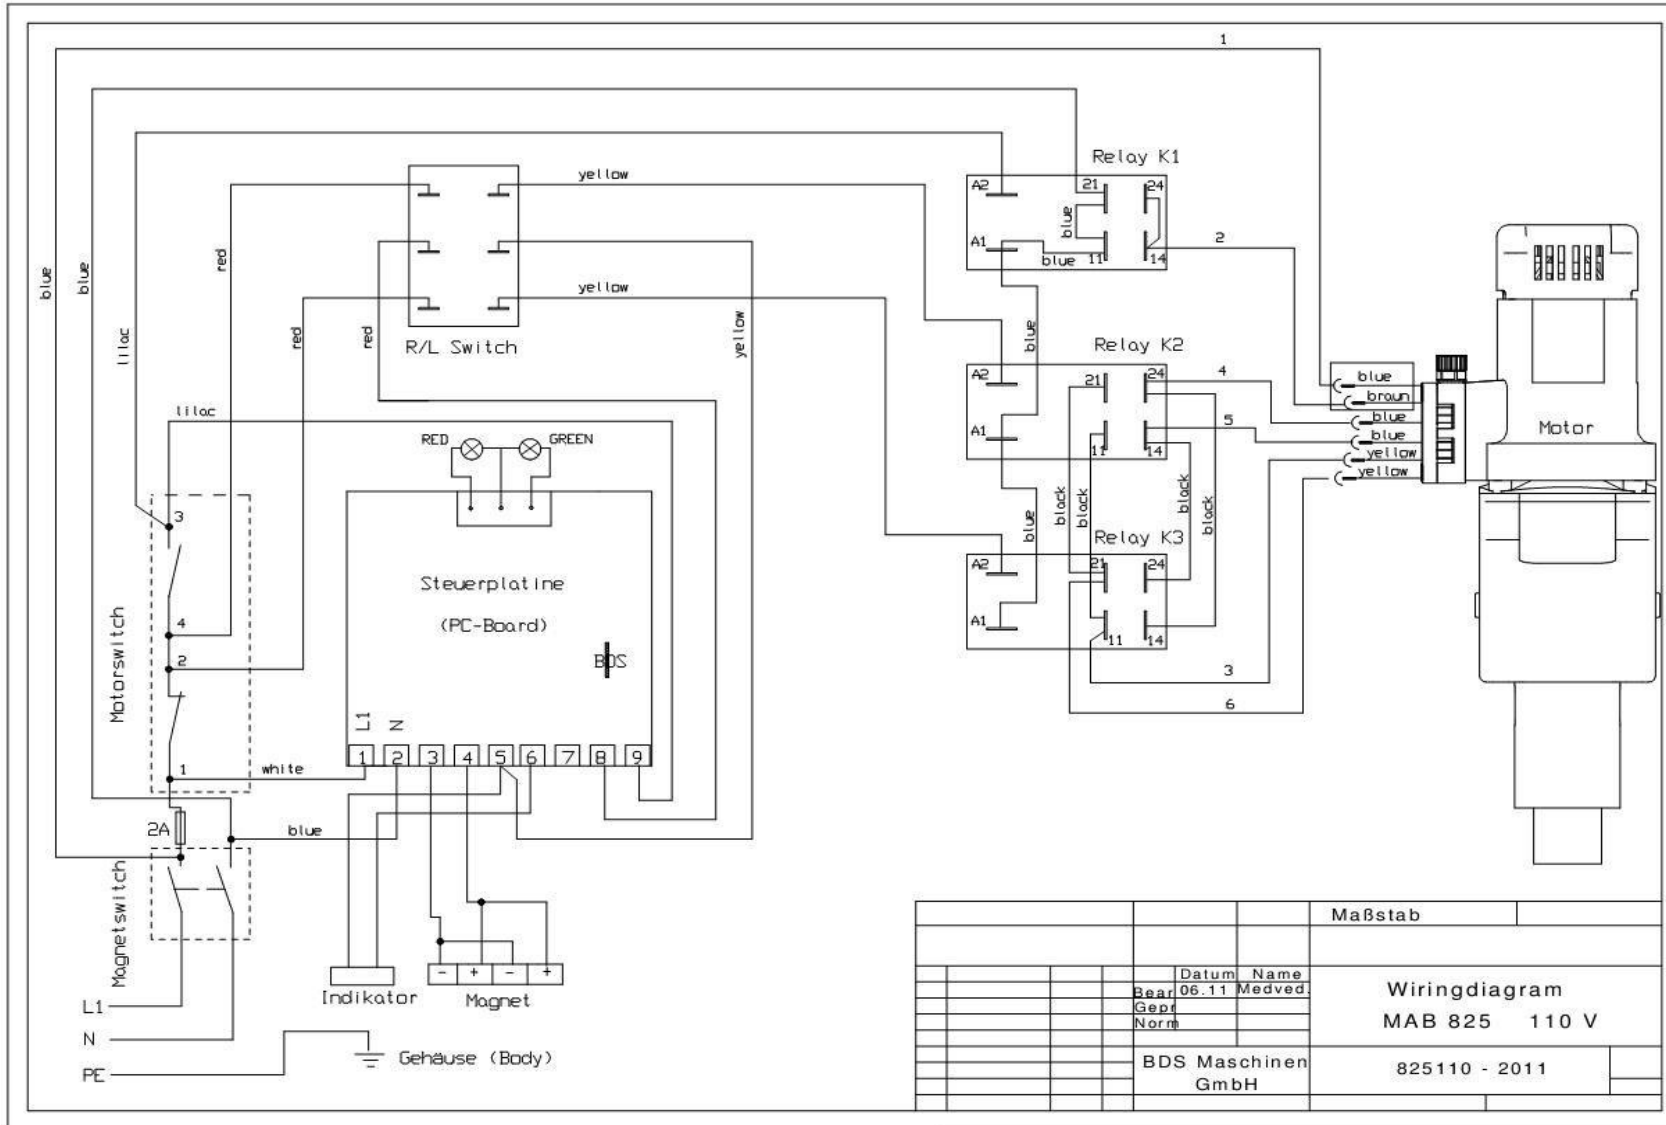 1
Relay K1
yellow
A2
21
24
blue
2
A1
blue
11
14
blue
blue
red
lilac
yellow
red
red
yellow
R/L Switch
blue
Relay K2
A2
21
24
4
5
A1
11
14
blue
braun
blue
blue
yellow
yellow
Motor
lilac
RED
GREEN
3
4
2
1
Motorswitch
Steuerplatine
(PC-Board)
BDS
blue
black
black
black
black
Relay K3
A2
21
24
A1
11
14
3
6
L1
N
1
2
3
4
5
6
7
8
9
white
2A
blue
Magnetswitch
-
+
-
+
Indikator
Magnet
L1
N
PE
Gehäuse (Body)
Maßstab
Datum
Name
Bear
06.11
Medved.
Gepr
Norm
Wiringdiagram
MAB 825 110 V
BDS Maschinen
GmbH
825110 - 2011